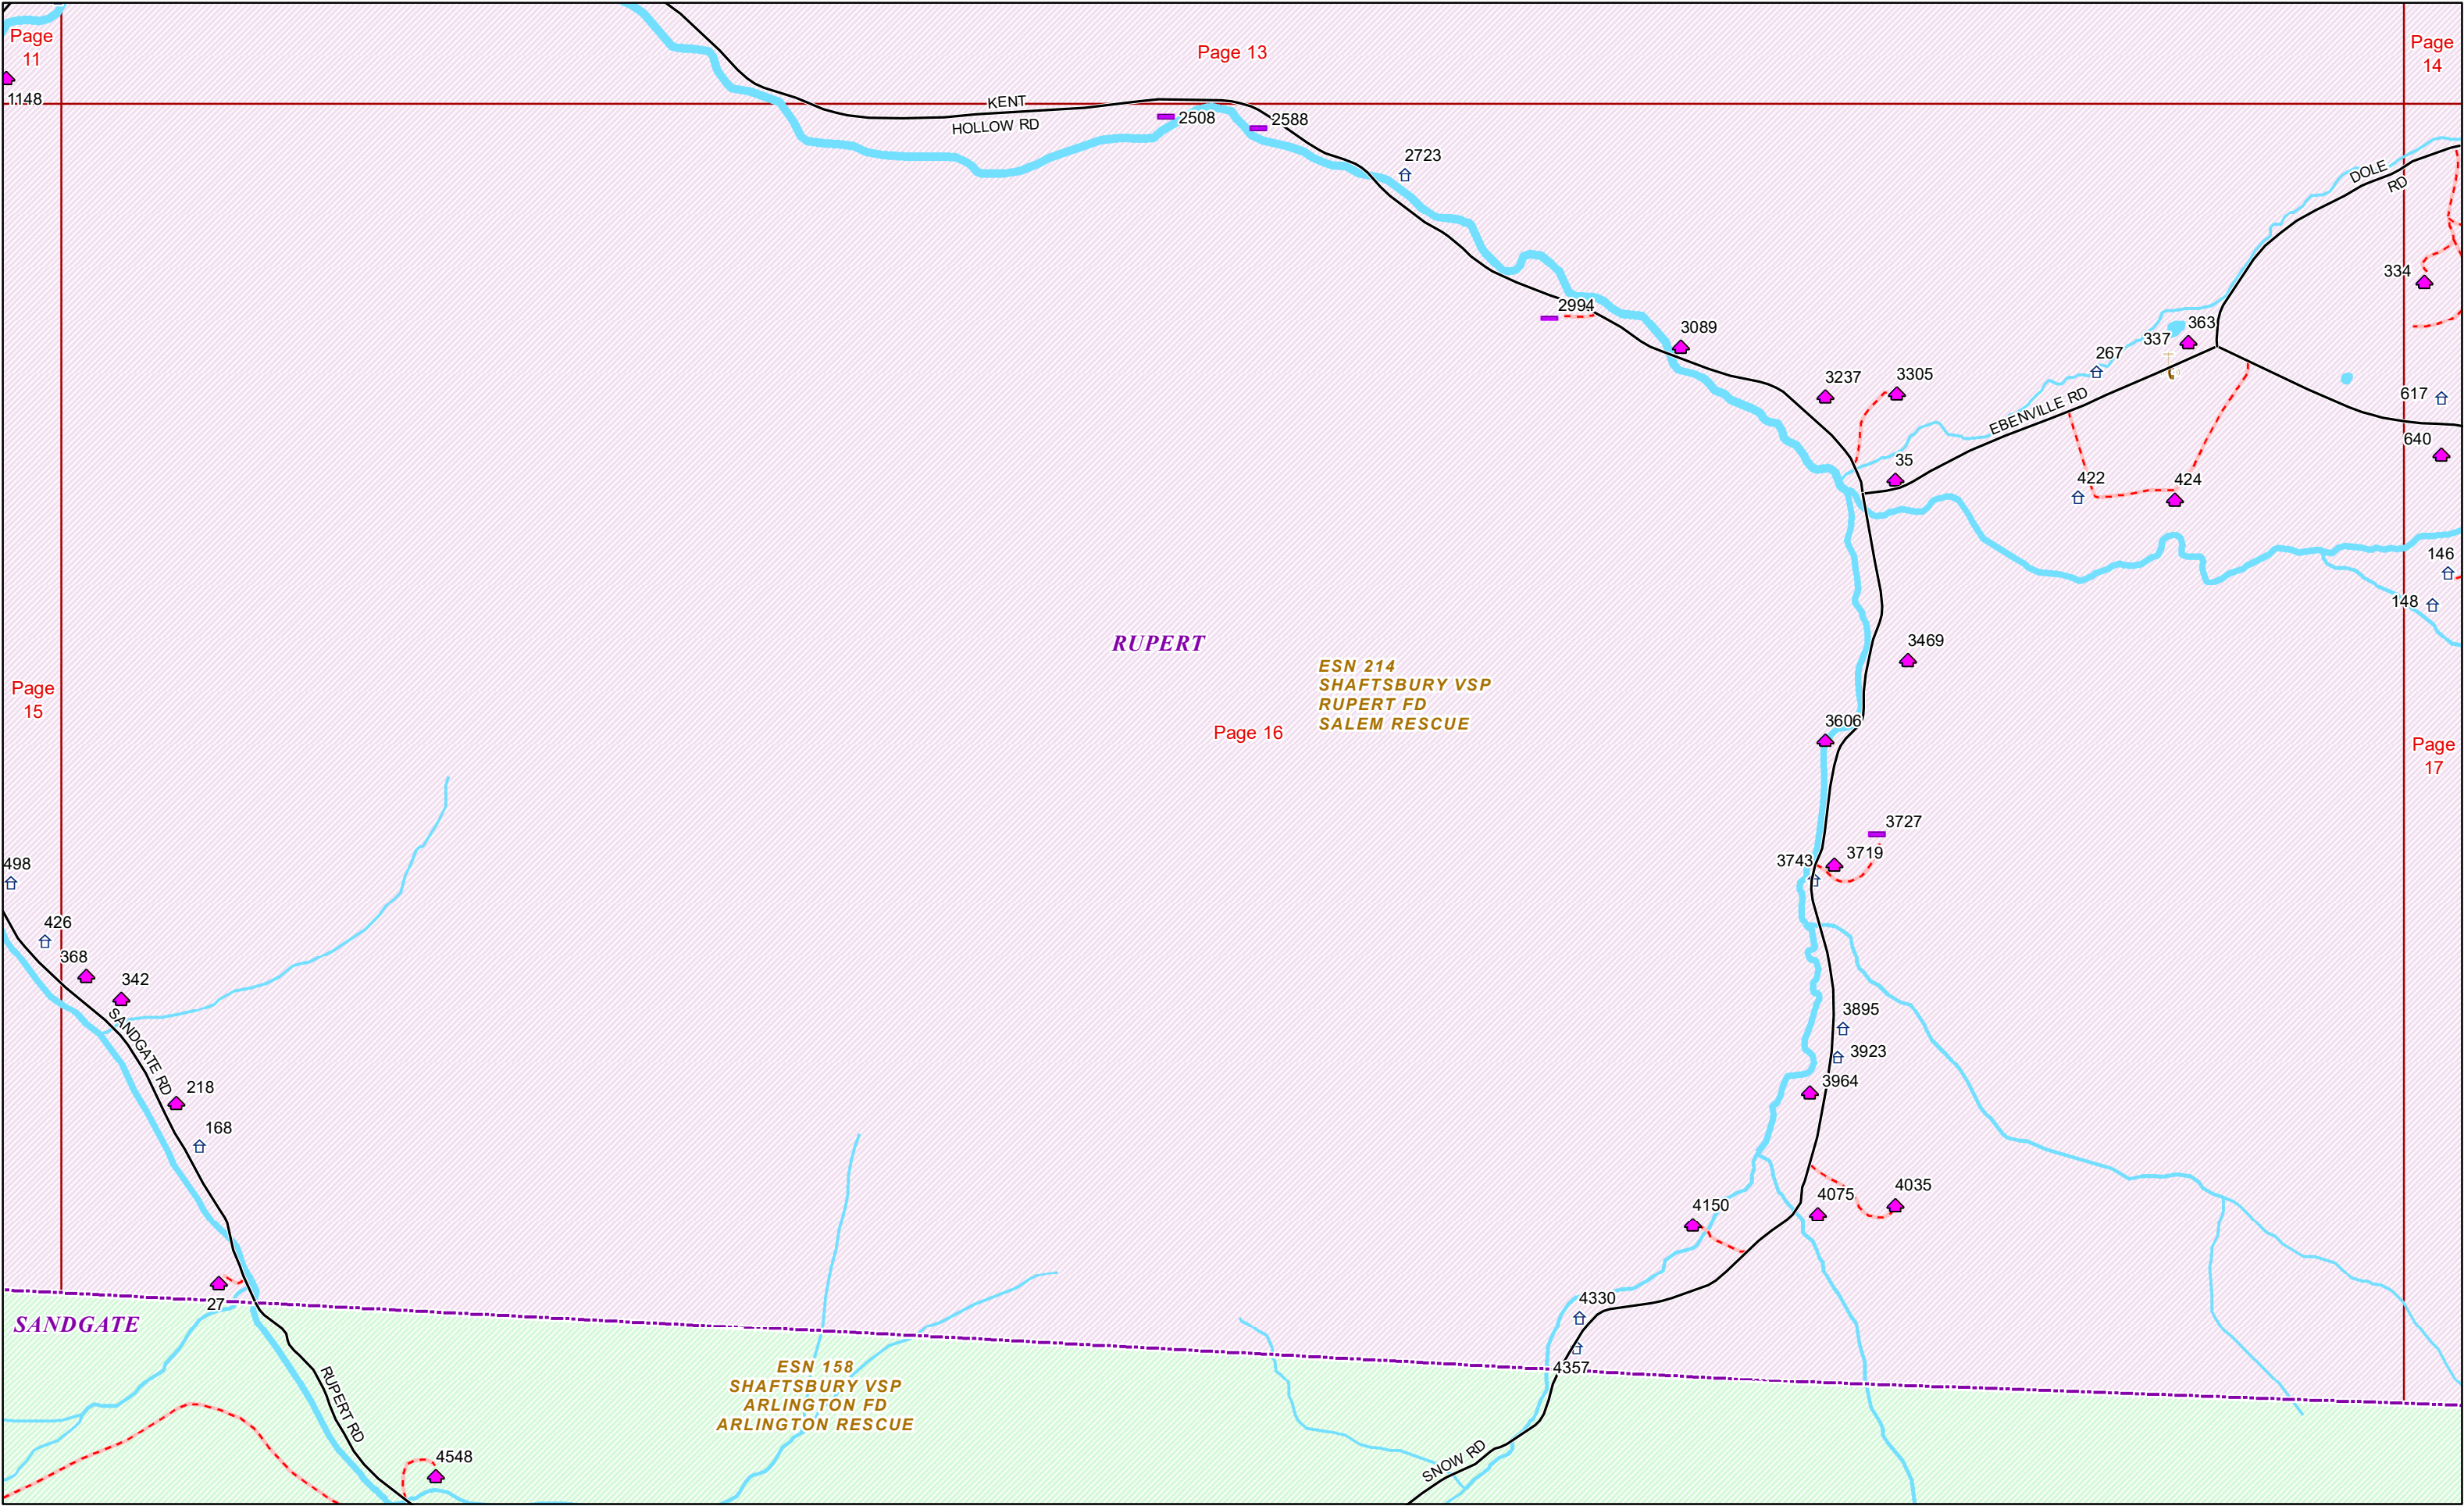 Page
11
Page 13
Page
14
1148
KENT
HOLLOW RD
2508
2588
2723
DOLE
RD
334
2994
3089
363
337
267
3237
3305
617
EBENVILLE RD
640
35
422
424
146
148
RUPERT
3469
ESN 214
SHAFTSBURY VSP
RUPERT FD
SALEM RESCUE
Page
15
Page 16
3606
Page
17
3727
3743
3719
498
426
368
342
3895
SANDGATE RD
3923
3964
218
168
4035
4075
4150
27
4330
SANDGATE
4357
ESN 158
SHAFTSBURY VSP
ARLINGTON FD
ARLINGTON RESCUE
RUPERT RD
4548
SNOW RD